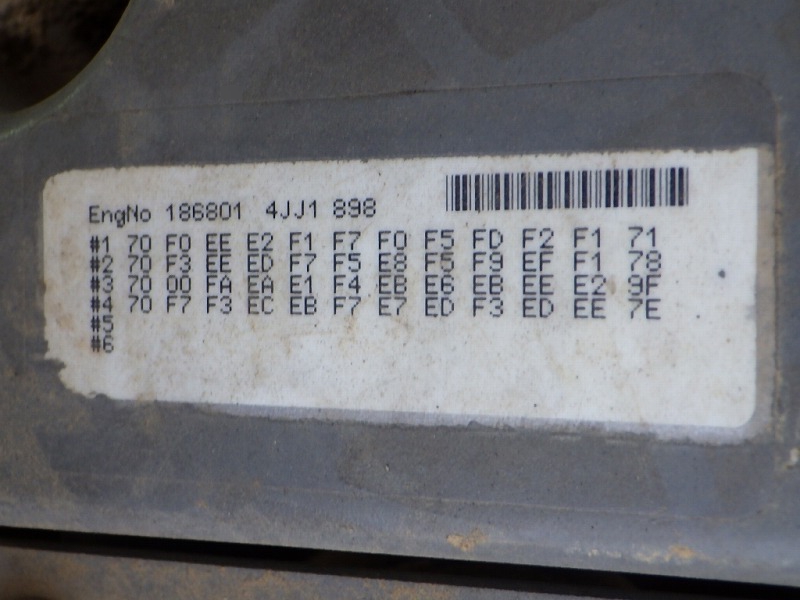 EngNo 186801 4JJ1 898
#1 70 F0 EE E2 F1 F7 F0 F5 FD F2 F1 71
#2 70 F3 EE ED F7 F5 E8 F5 F9 EF F1 78
#3 70 00 FA EA E1 F4 EB E6 EB EE E2 9F
#4 70 F7 F3 EC EB F7 E7 ED F3 ED EE 7E
#5
#6